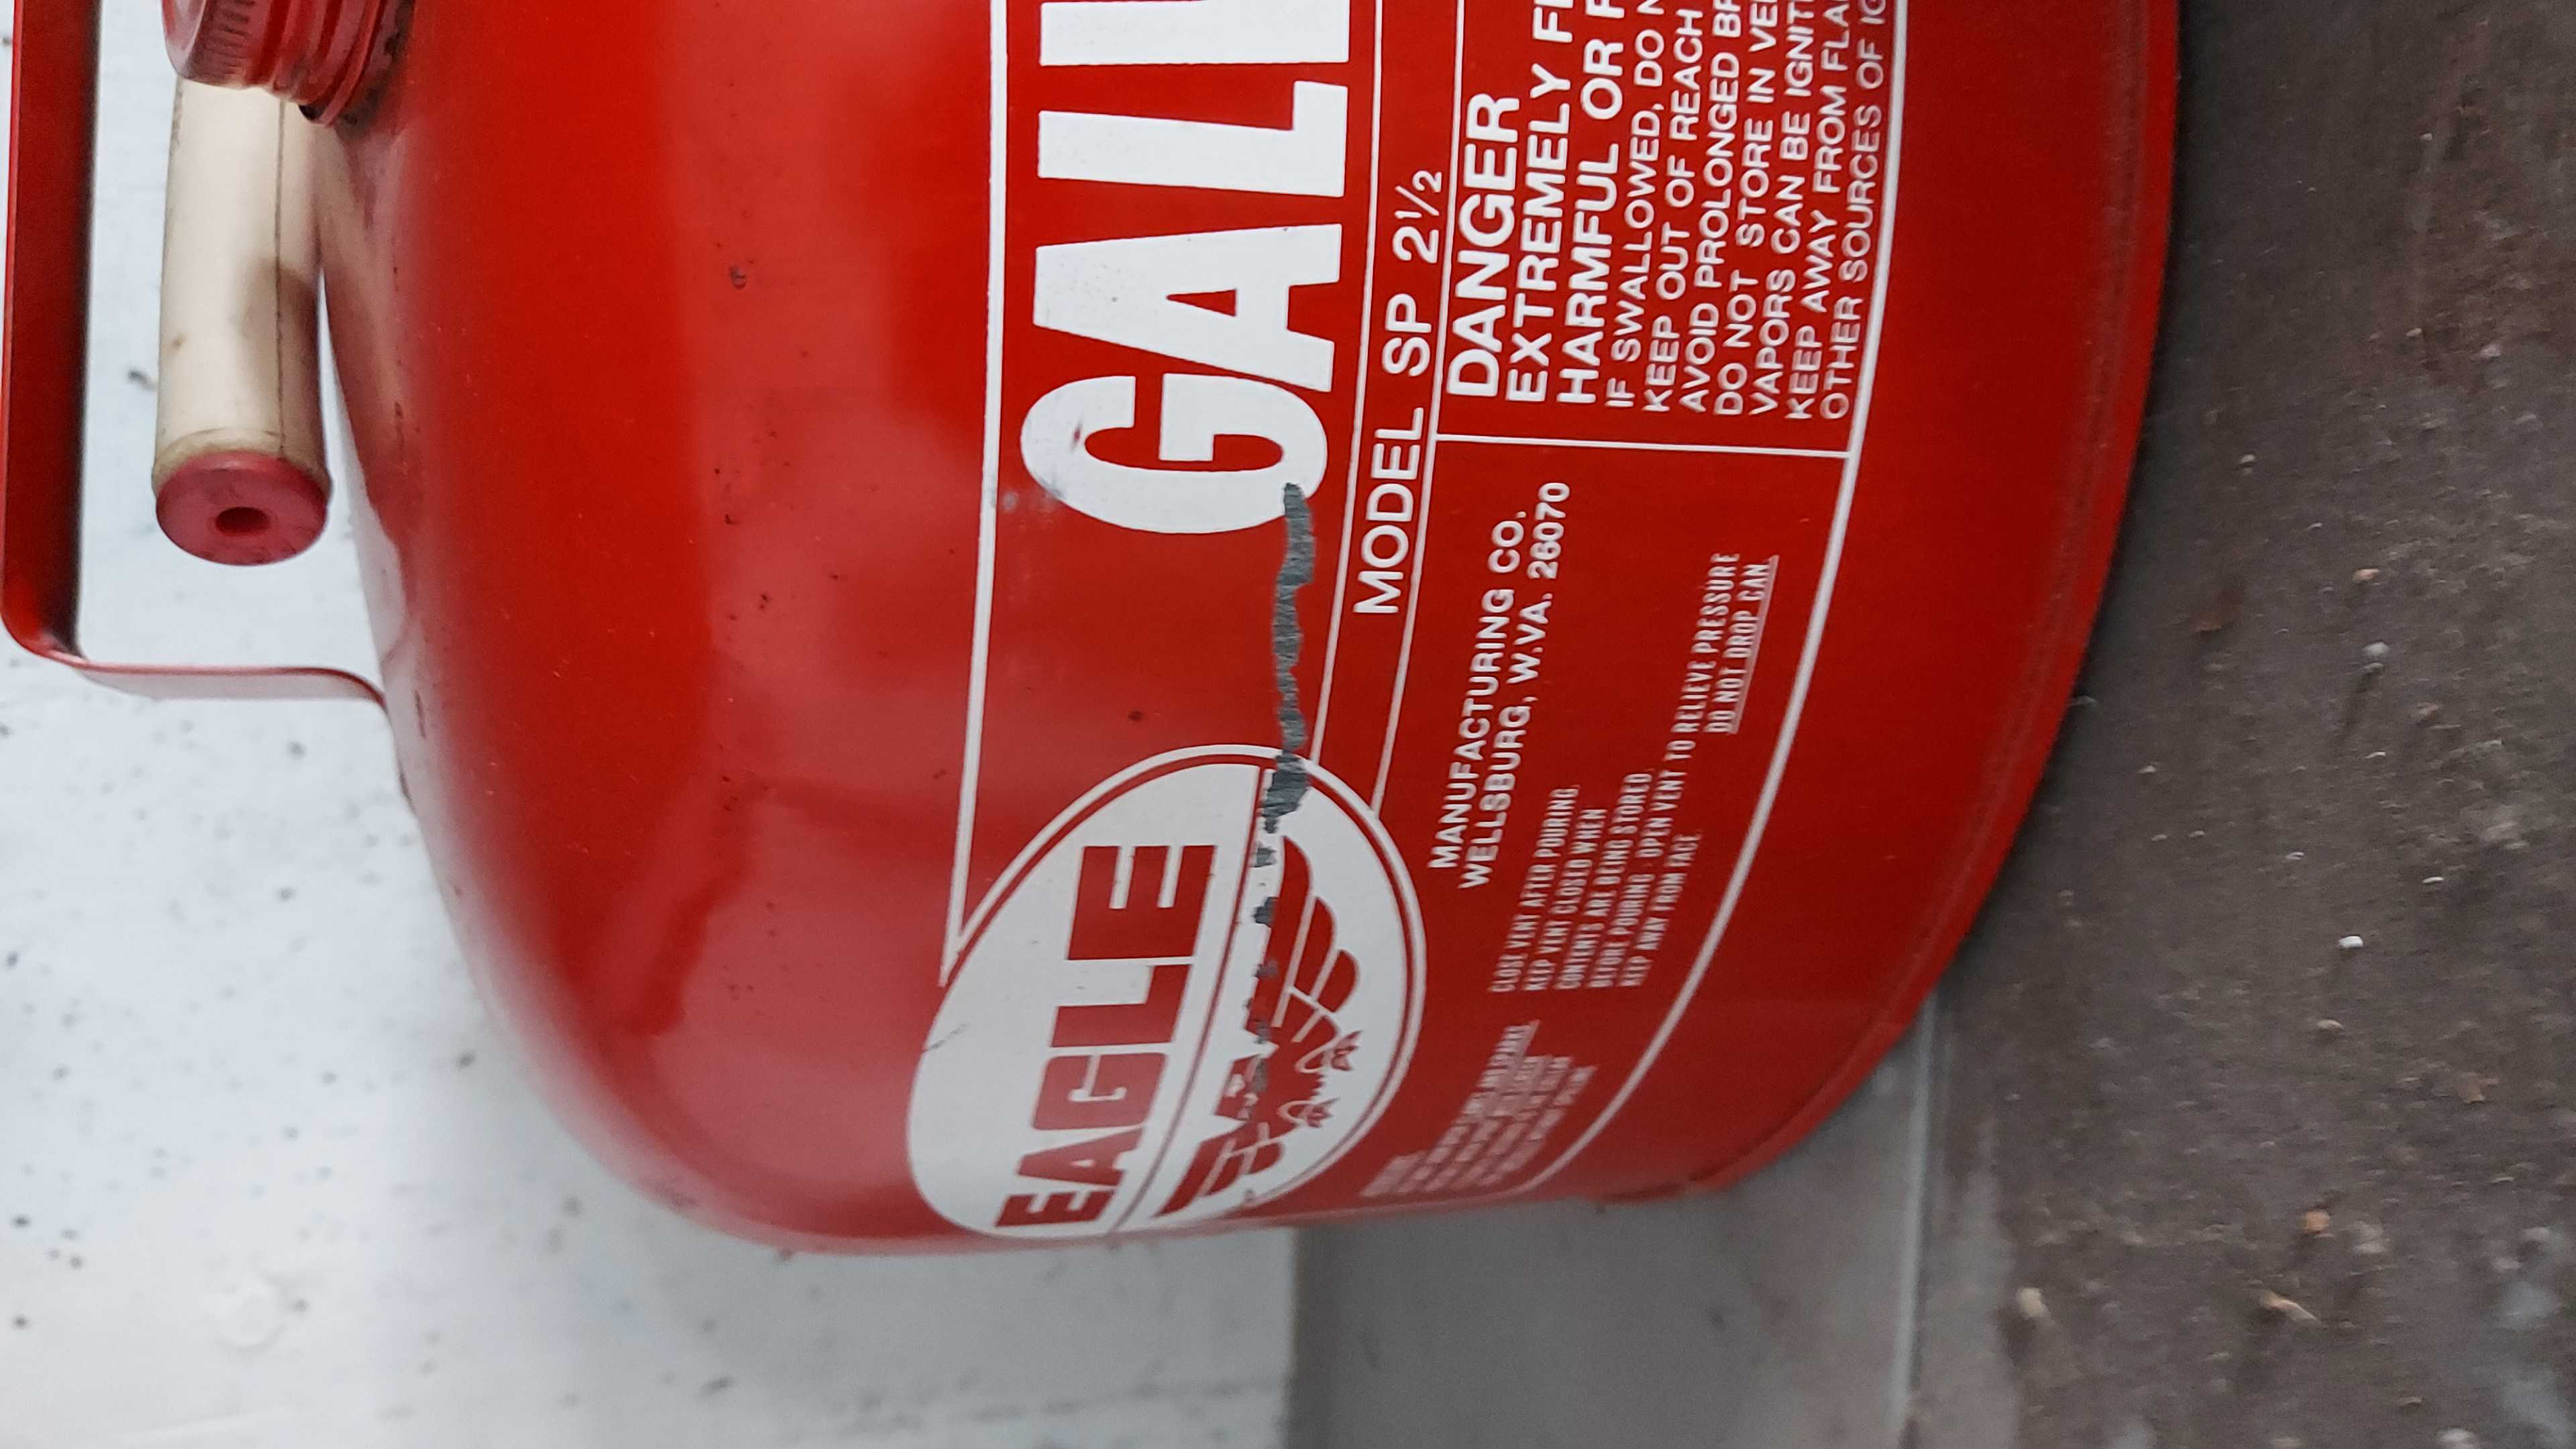 EAGLE
GALV
MODEL SP 2½
MANUFACTURING CO.
WELLSBURG, W.VA. 26070
CLOSE VENT AFTER POURING.
KEEP VENT CLOSED WHEN
CONTENTS ARE BEING STORED.
BEFORE POURING OPEN VENT TO RELIEVE PRESSURE
KEEP AWAY FROM FACE
DO NOT DROP CAN
DANGER
EXTREMELY
HARMFUL OR
IF SWALLOWED, DO
KEEP OUT OF REACH
AVOID PROLONGED
DO NOT STORE IN
VAPORS CAN BE
KEEP AWAY FROM
OTHER SOURCES OF